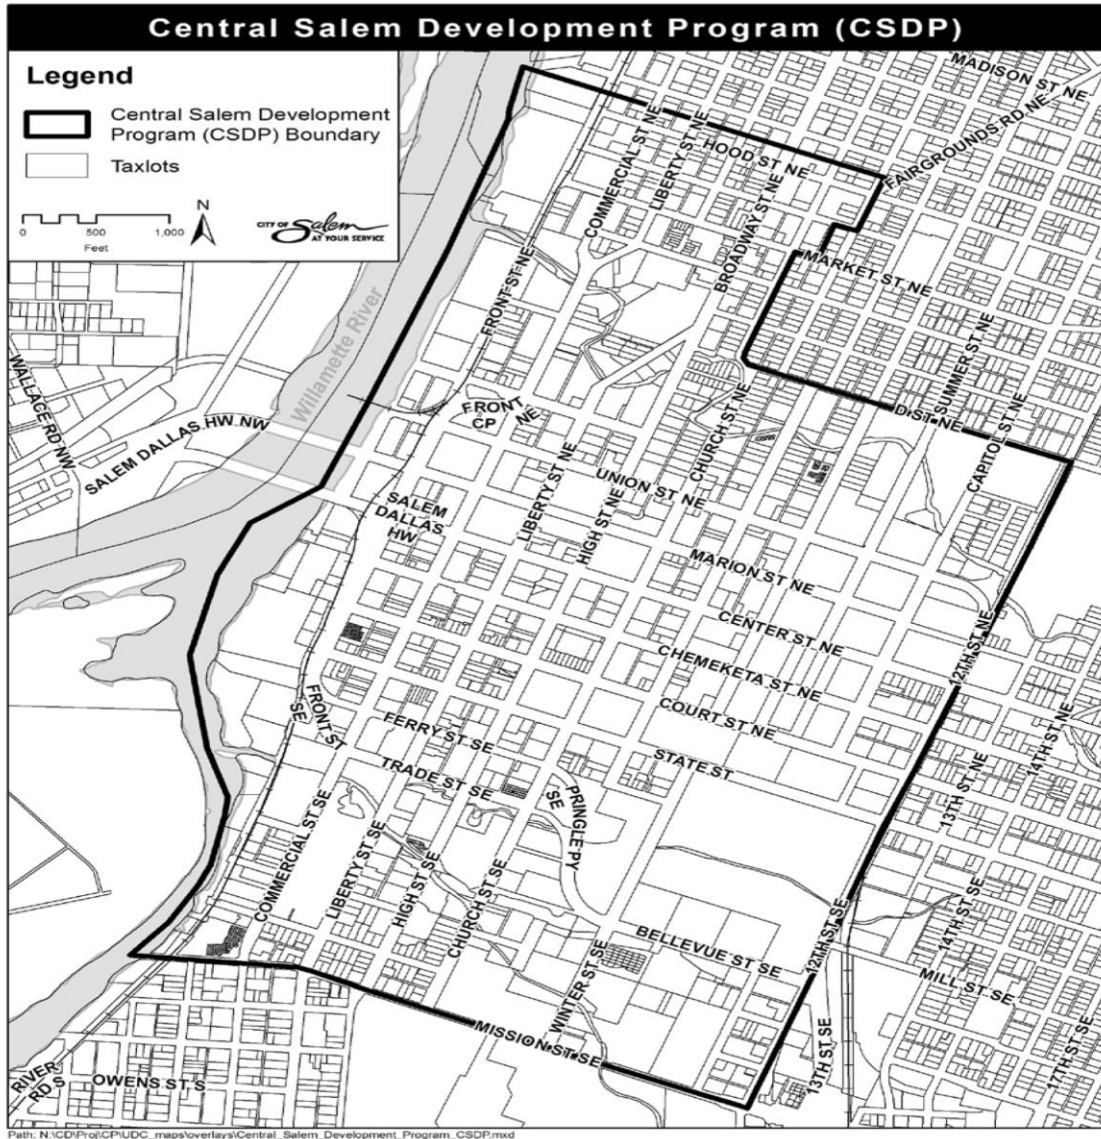 Central Salem Development Program (CSDP)
Legend
Central Salem Development
Program (CSDP) Boundary
Taxlots
N
0 500 1,000
Feet
CITY OF Salem
AT YOUR SERVICE
MADISON ST NE
FAIRGROUNDS RD NE
HOOD ST NE
COMMERCIAL ST NE
LIBERTY ST NE
BROADWAY ST NE
MARKET ST NE
FRONT ST NE
Willamette River
WALLACE RD NW
SALEM DALLAS HW NW
SUMMER ST NE
D ST NE
CAPITOL ST NE
FRONT
CP
NE
CHURCH ST NE
LIBERTY ST NE
HIGH ST NE
UNION ST NE
SALEM
DALLAS
HW
MARION ST NE
CENTER ST NE
12TH ST NE
CHEMEKETA ST NE
COURT ST NE
STATE ST
FRONT ST
SE
FERRY ST SE
TRADE ST SE
PRINGLE PY
SE
14TH ST NE
13TH ST NE
COMMERCIAL ST SE
LIBERTY ST SE
HIGH ST SE
CHURCH ST SE
BELLEVUE ST SE
WINTER ST SE
12TH ST SE
14TH ST SE
MILL ST SE
MISSION ST SE
13TH ST SE
17TH ST SE
RIVER
RD S
OWENS ST S
Path: N:\CD\Proj\CP\UDC_maps\overlays\Central_Salem_Development_Program_CSDP.mxd